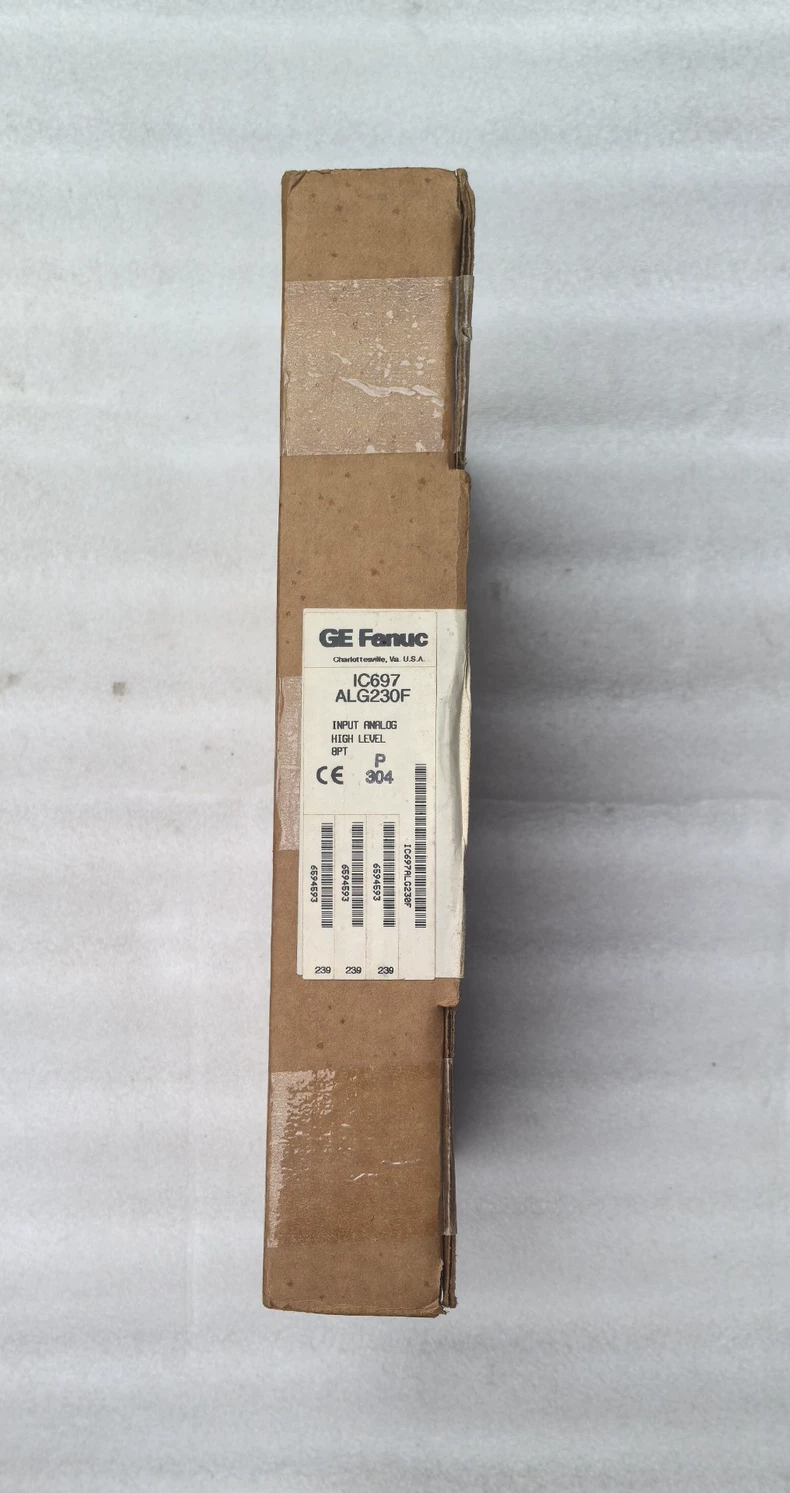 GE Fanuc
Charlottesville, Va. U.S.A.
IC697
ALG230F
INPUT ANALOG
HIGH LEVEL
8PT
P
CE 304
IC697ALG230F
6594593
6594593
6594593
239
239
239